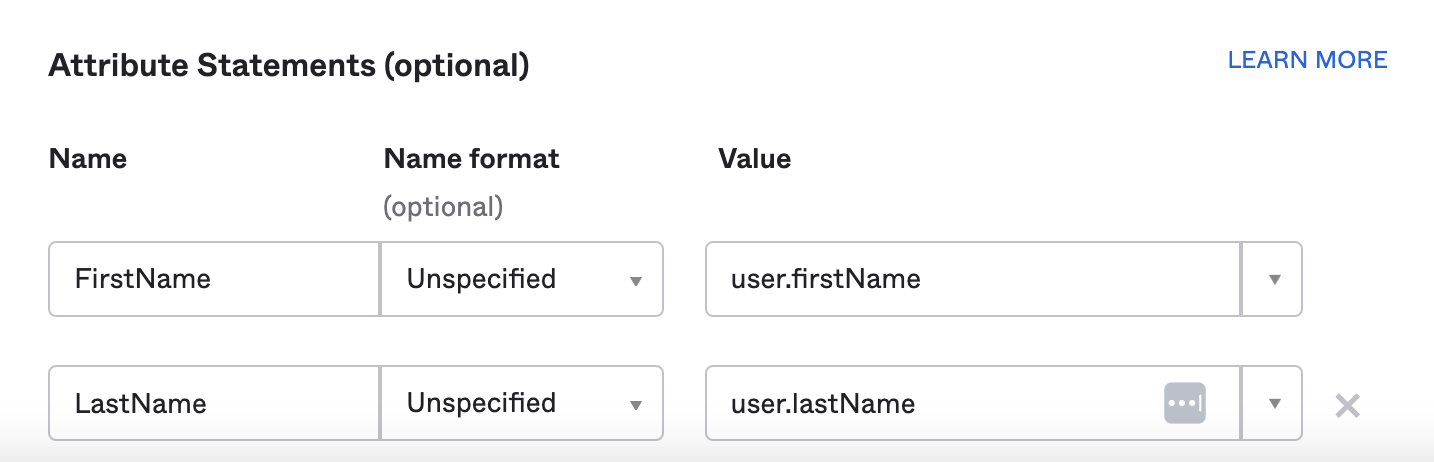 Attribute Statements (optional)
LEARN MORE
Name Name format Value
(optional)
FirstName Unspecified user.firstName
LastName Unspecified user.lastName